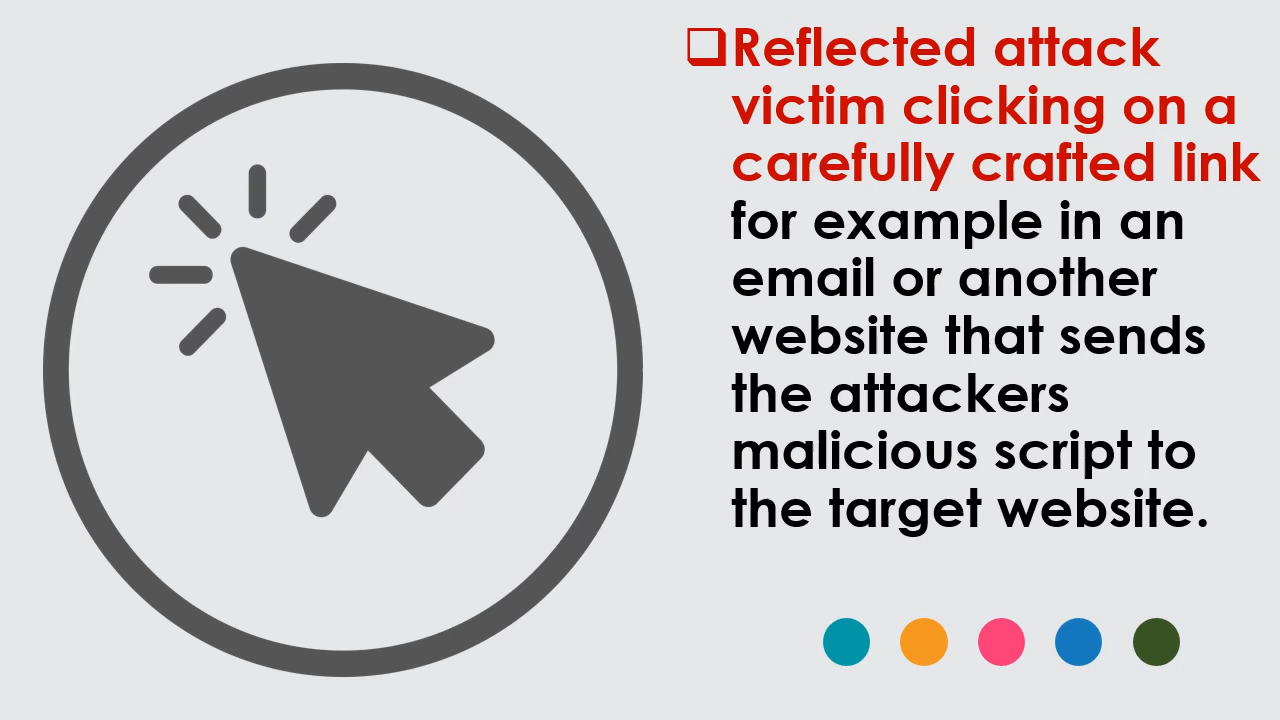 ❑Reflected attack
victim clicking on a
carefully crafted link
for example in an
email or another
website that sends
the attackers
malicious script to
the target website.